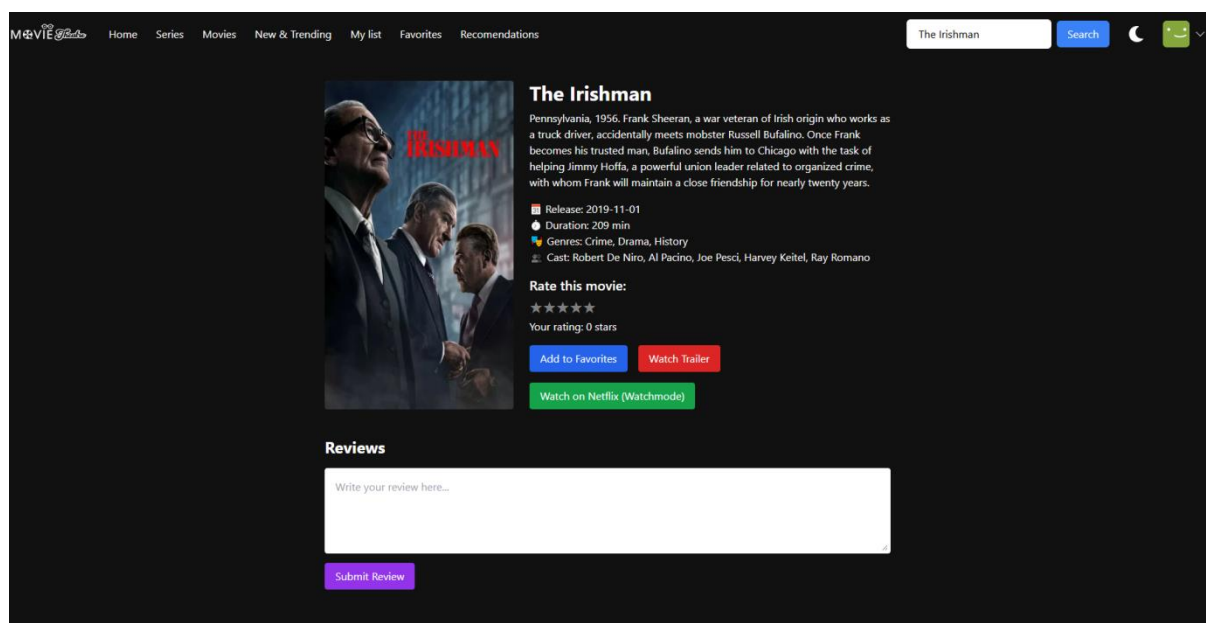 MOVIE
Home
Series
Movies
New & Trending
My list
Favorites
Recomendations
The Irishman
Search
THE
IRISHMAN
The Irishman
Pennsylvania, 1956. Frank Sheeran, a war veteran of Irish origin who works as
a truck driver, accidentally meets mobster Russell Bufalino. Once Frank
becomes his trusted man, Bufalino sends him to Chicago with the task of
helping Jimmy Hoffa, a powerful union leader related to organized crime,
with whom Frank will maintain a close friendship for nearly twenty years.
Release: 2019-11-01
Duration: 209 min
Genres: Crime, Drama, History
Cast: Robert De Niro, Al Pacino, Joe Pesci, Harvey Keitel, Ray Romano
Rate this movie:
★★★★★
Your rating: 0 stars
Add to Favorites
Watch Trailer
Watch on Netflix (Watchmode)
Reviews
Write your review here...
Submit Review